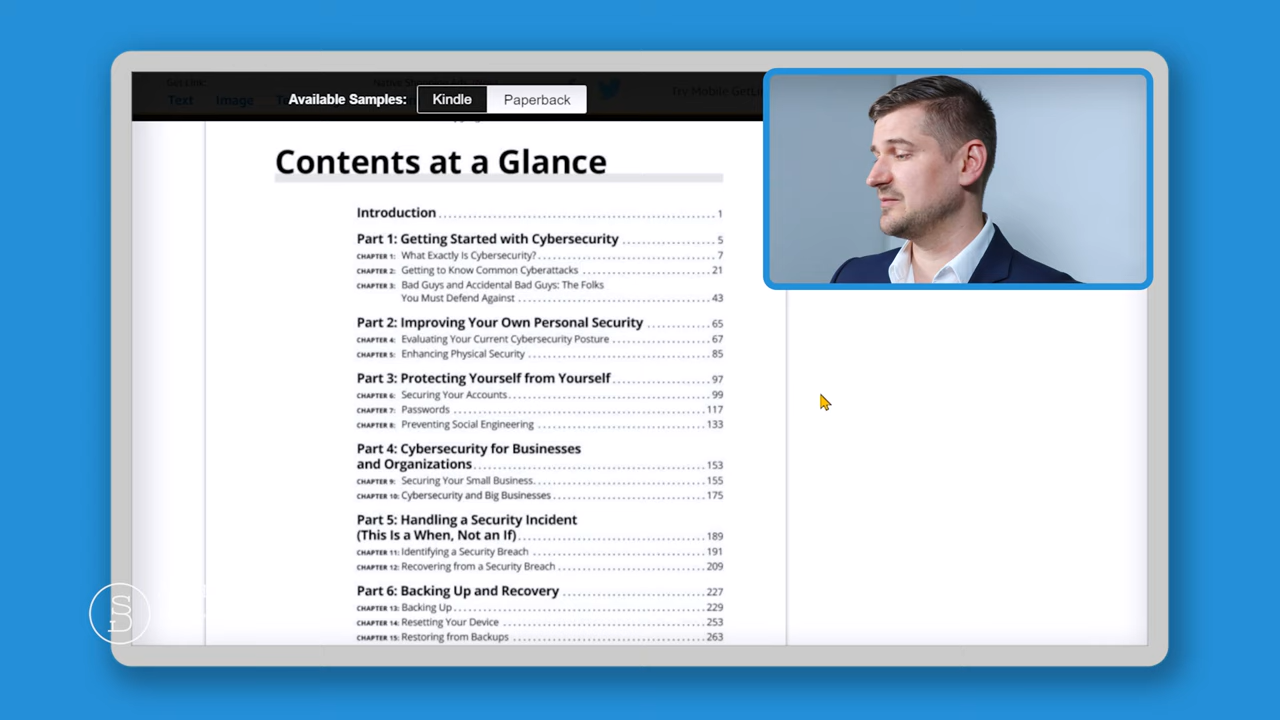 Get Link:
Text Image
Available Samples: Kindle Paperback
Try Mobile GetLi
Contents at a Glance
Introduction 1
Part 1: Getting Started with Cybersecurity 5
CHAPTER 1: What Exactly Is Cybersecurity? 7
CHAPTER 2: Getting to Know Common Cyberattacks 21
CHAPTER 3: Bad Guys and Accidental Bad Guys: The Folks
You Must Defend Against 43
Part 2: Improving Your Own Personal Security 65
CHAPTER 4: Evaluating Your Current Cybersecurity Posture 67
CHAPTER 5: Enhancing Physical Security 85
Part 3: Protecting Yourself from Yourself 97
CHAPTER 6: Securing Your Accounts 99
CHAPTER 7: Passwords 117
CHAPTER 8: Preventing Social Engineering 133
Part 4: Cybersecurity for Businesses
and Organizations 153
CHAPTER 9: Securing Your Small Business 155
CHAPTER 10: Cybersecurity and Big Businesses 175
Part 5: Handling a Security Incident
(This Is a When, Not an If) 189
CHAPTER 11: Identifying a Security Breach 191
CHAPTER 12: Recovering from a Security Breach 209
Part 6: Backing Up and Recovery 227
CHAPTER 13: Backing Up 229
CHAPTER 14: Resetting Your Device 253
CHAPTER 15: Restoring from Backups 263